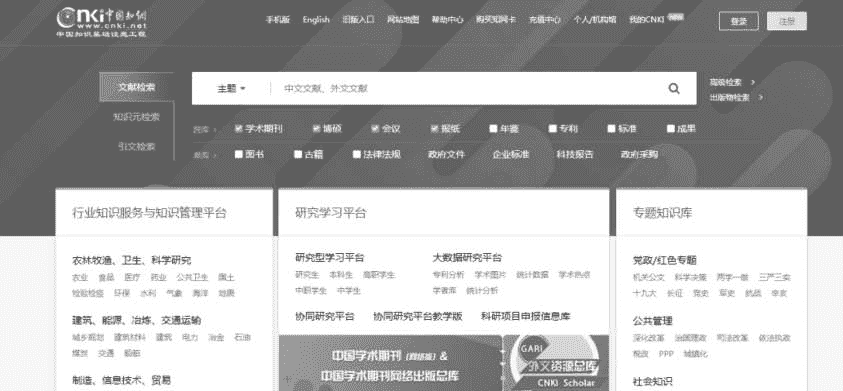 Cnki 中国知网
www.cnki.net
中国知识基础设施工程
手机版 English 旧版入口 网站地图 帮助中心 购买知网卡 充值中心 个人/机构馆 我的CNKI NEW
登录 注册
文献检索
知识元检索
引文检索
主题 中文文献、外文文献
高级检索 >
出版物检索 >
学术期刊 博硕 会议 报纸 年鉴 专利 标准 成果
图书 古籍 法律法规 政府文件 企业标准 科技报告 政府采购
行业知识服务与知识管理平台
农林牧渔、卫生、科学研究
农业 食品 医疗 药业 公共卫生 国土
检验检疫 环保 水利 气象 海洋 地震
建筑、能源、冶炼、交通运输
城乡规划 建筑材料 建筑 电力 冶金 石油
煤炭 交通 船舶
制造、信息技术、贸易
研究学习平台
研究型学习平台
研究生 本科生 高职学生
中职学生 中学生
大数据研究平台
专利分析 学术图片 统计数据 学术热点
学者库 统计分析
协同研究平台 协同研究平台教学版 科研项目申报信息库
中国学术期刊(网络版) &
中国学术期刊网络出版总库
GARI
外文资源总库
CNKI Scholar
专题知识库
党政/红色专题
机关公文 科学决策 两学一做 三严三实
十九大 长征 党史 军史 抗战 辛亥
公共管理
深化改革 治国理政 司法改革 依法执政
税改 PPP 城镇化
社会知识